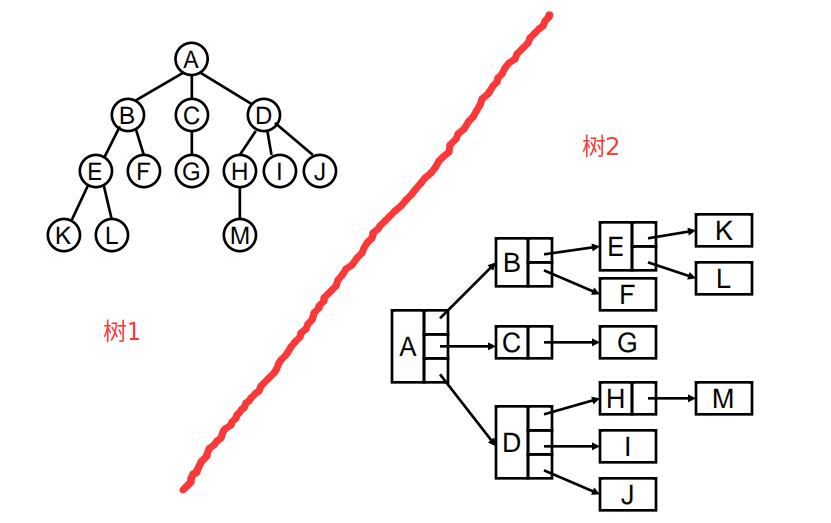 A
B C D
E F G H I J
K L M
树1
树2
K
B E
L
F
A C G
H M
D I
J